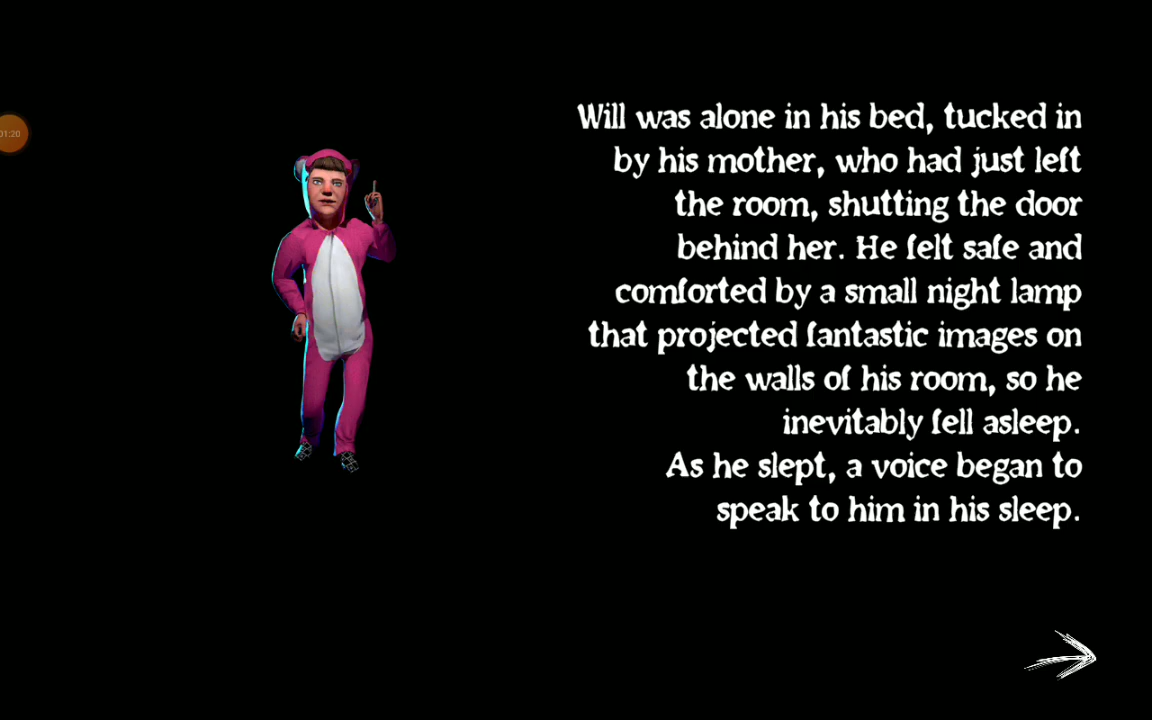 01:20
Will was alone in his bed, tucked in
by his mother, who had just left
the room, shutting the door
behind her. He felt safe and
comforted by a small night lamp
that projected fantastic images on
the walls of his room, so he
inevitably fell asleep.
As he slept, a voice began to
speak to him in his sleep.